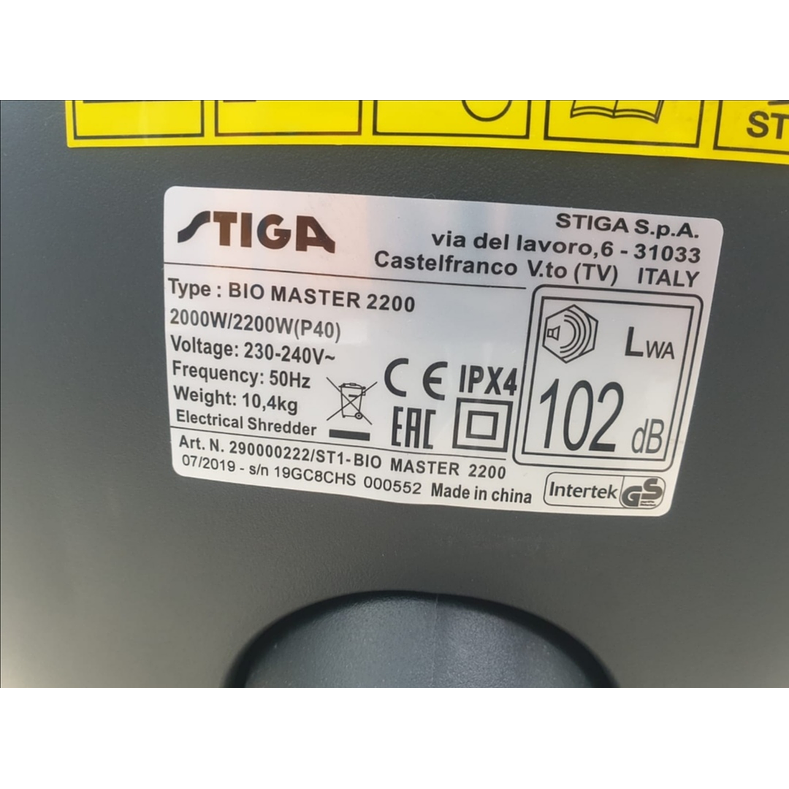 ST
STIGA
STIGA S.p.A.
via del lavoro,6 - 31033
Castelfranco V.to (TV) ITALY
Type : BIO MASTER 2200
2000W/2200W(P40)
Voltage: 230-240V~
Frequency: 50Hz
Weight: 10,4kg
Electrical Shredder
CE IPX4
EAC
LWA
102 dB
Art. N. 290000222/ST1-BIO MASTER 2200
07/2019 - s/n 19GC8CHS 000552 Made in china
Intertek GS